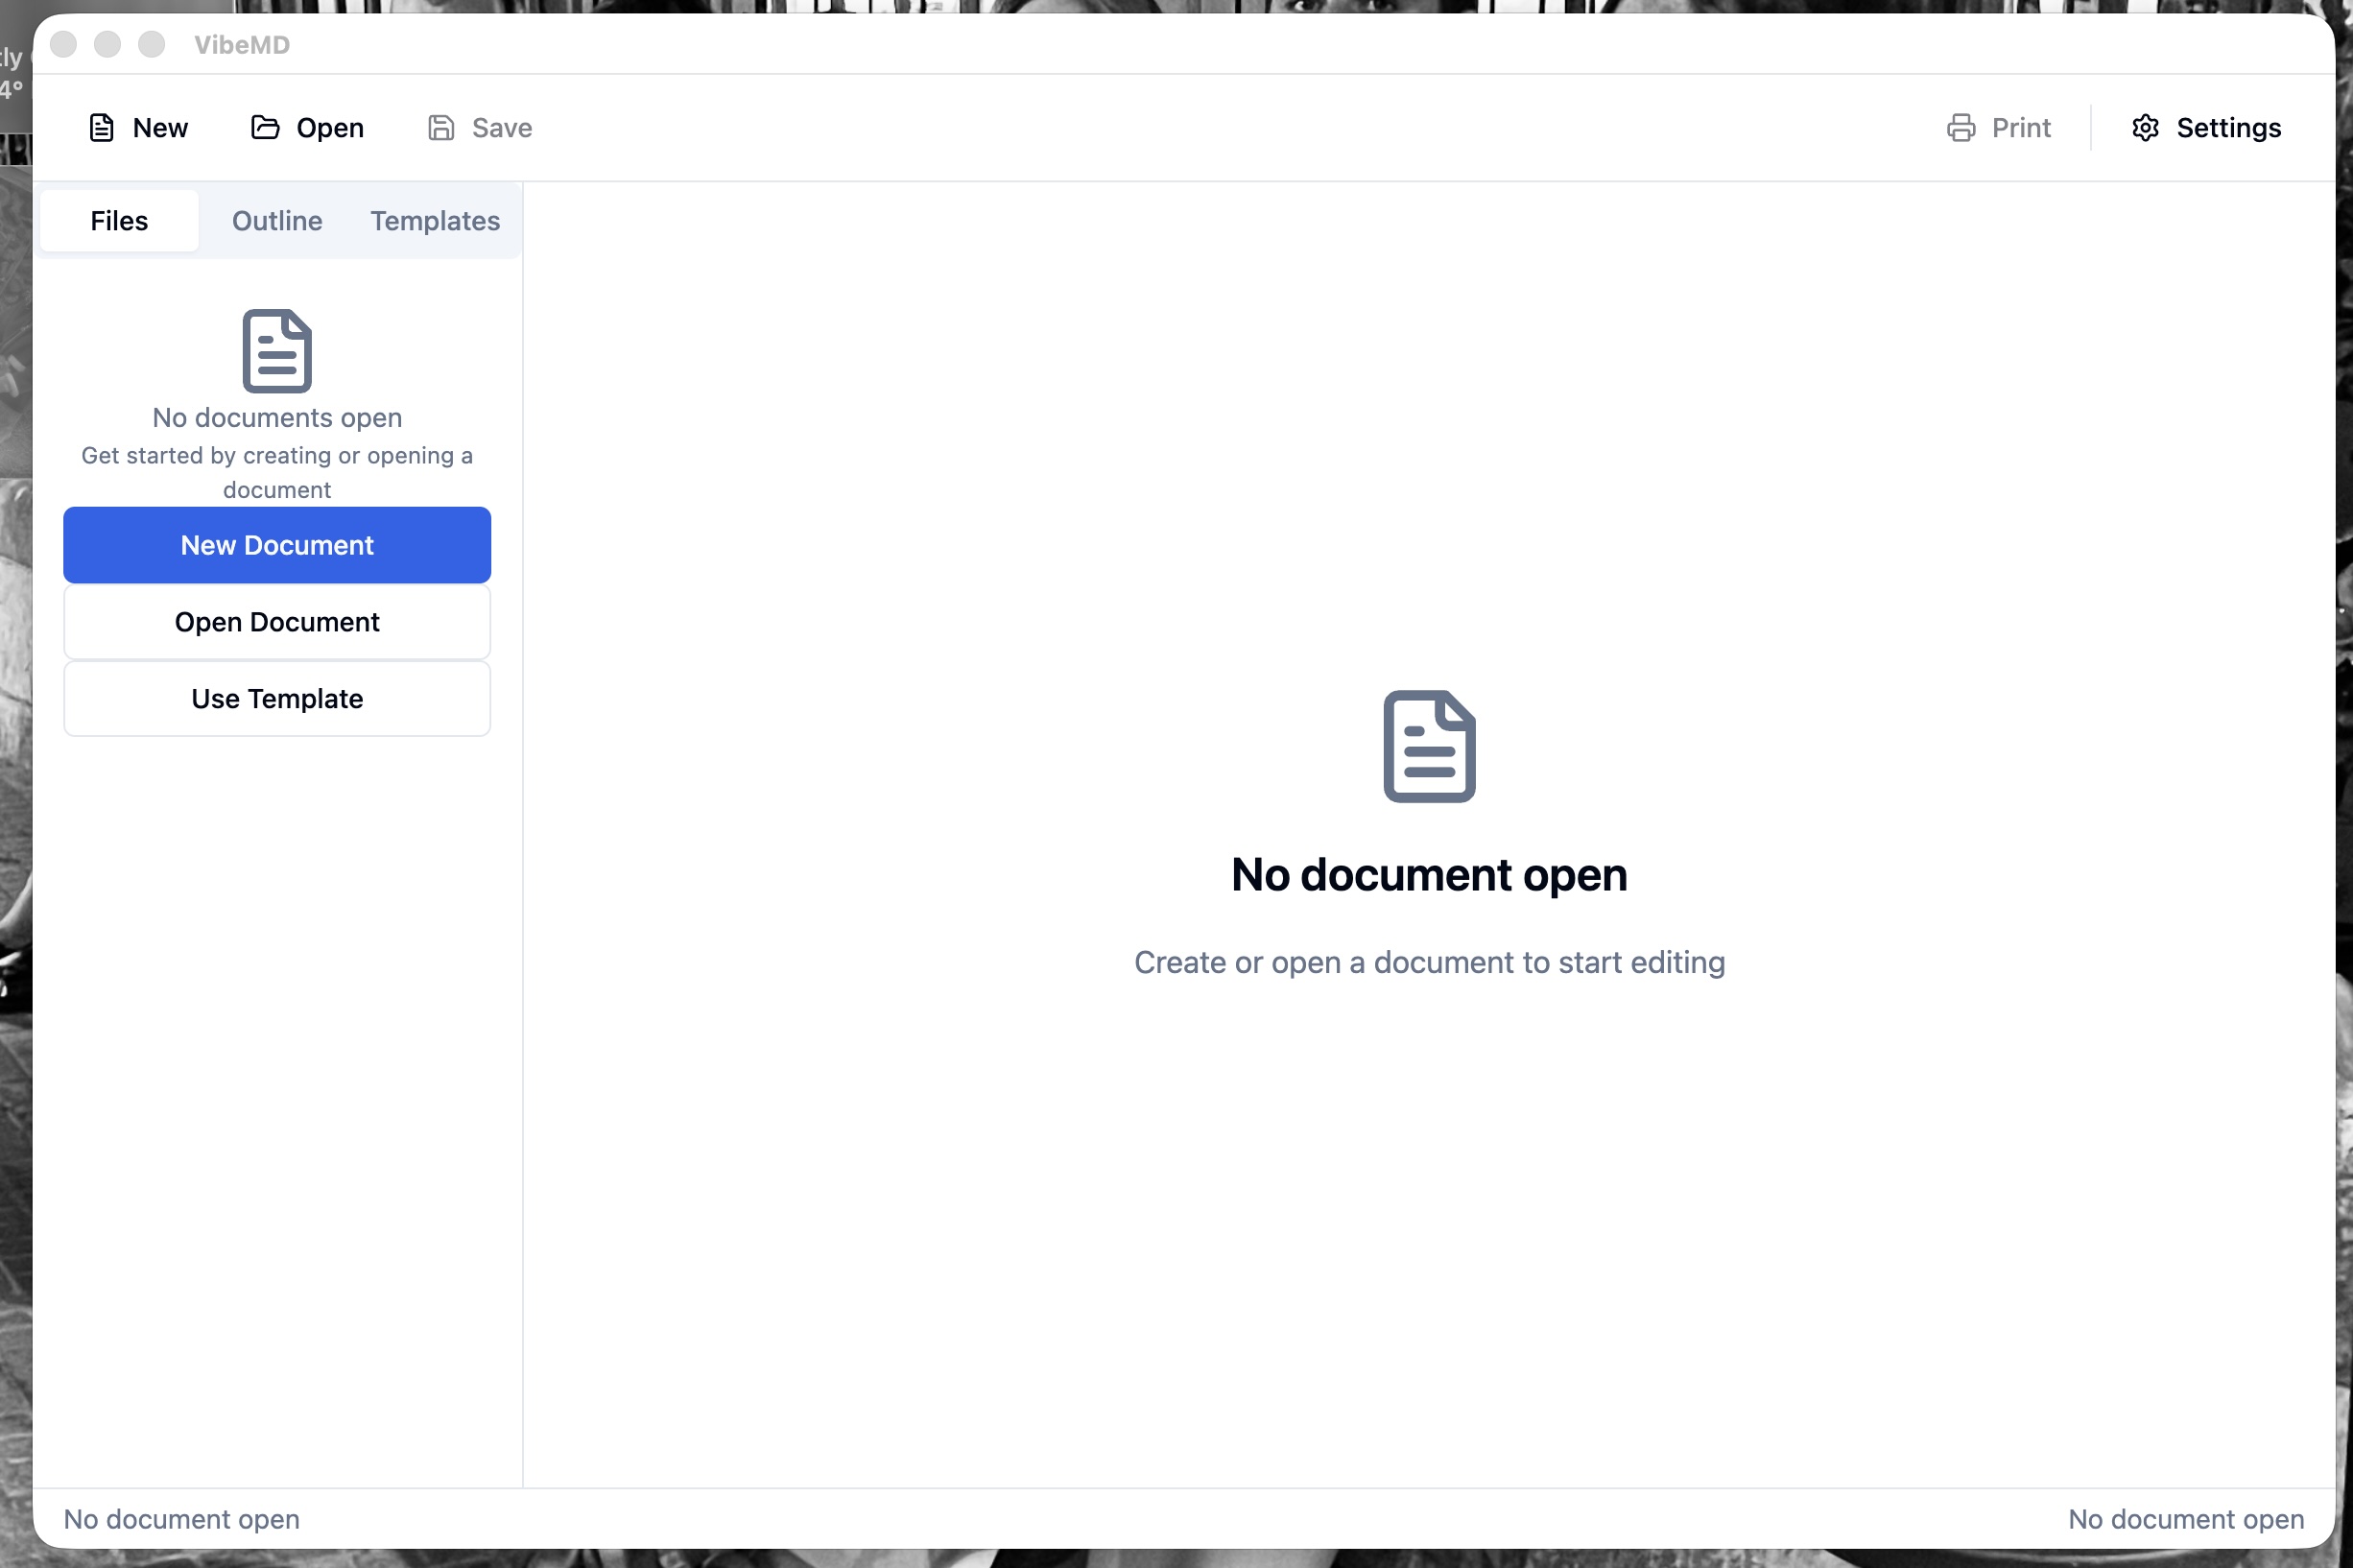 VibeMD
New
Open
Save
Print
Settings
Files
Outline
Templates
No documents open
Get started by creating or opening a
document
New Document
Open Document
Use Template
No document open
Create or open a document to start editing
No document open
No document open